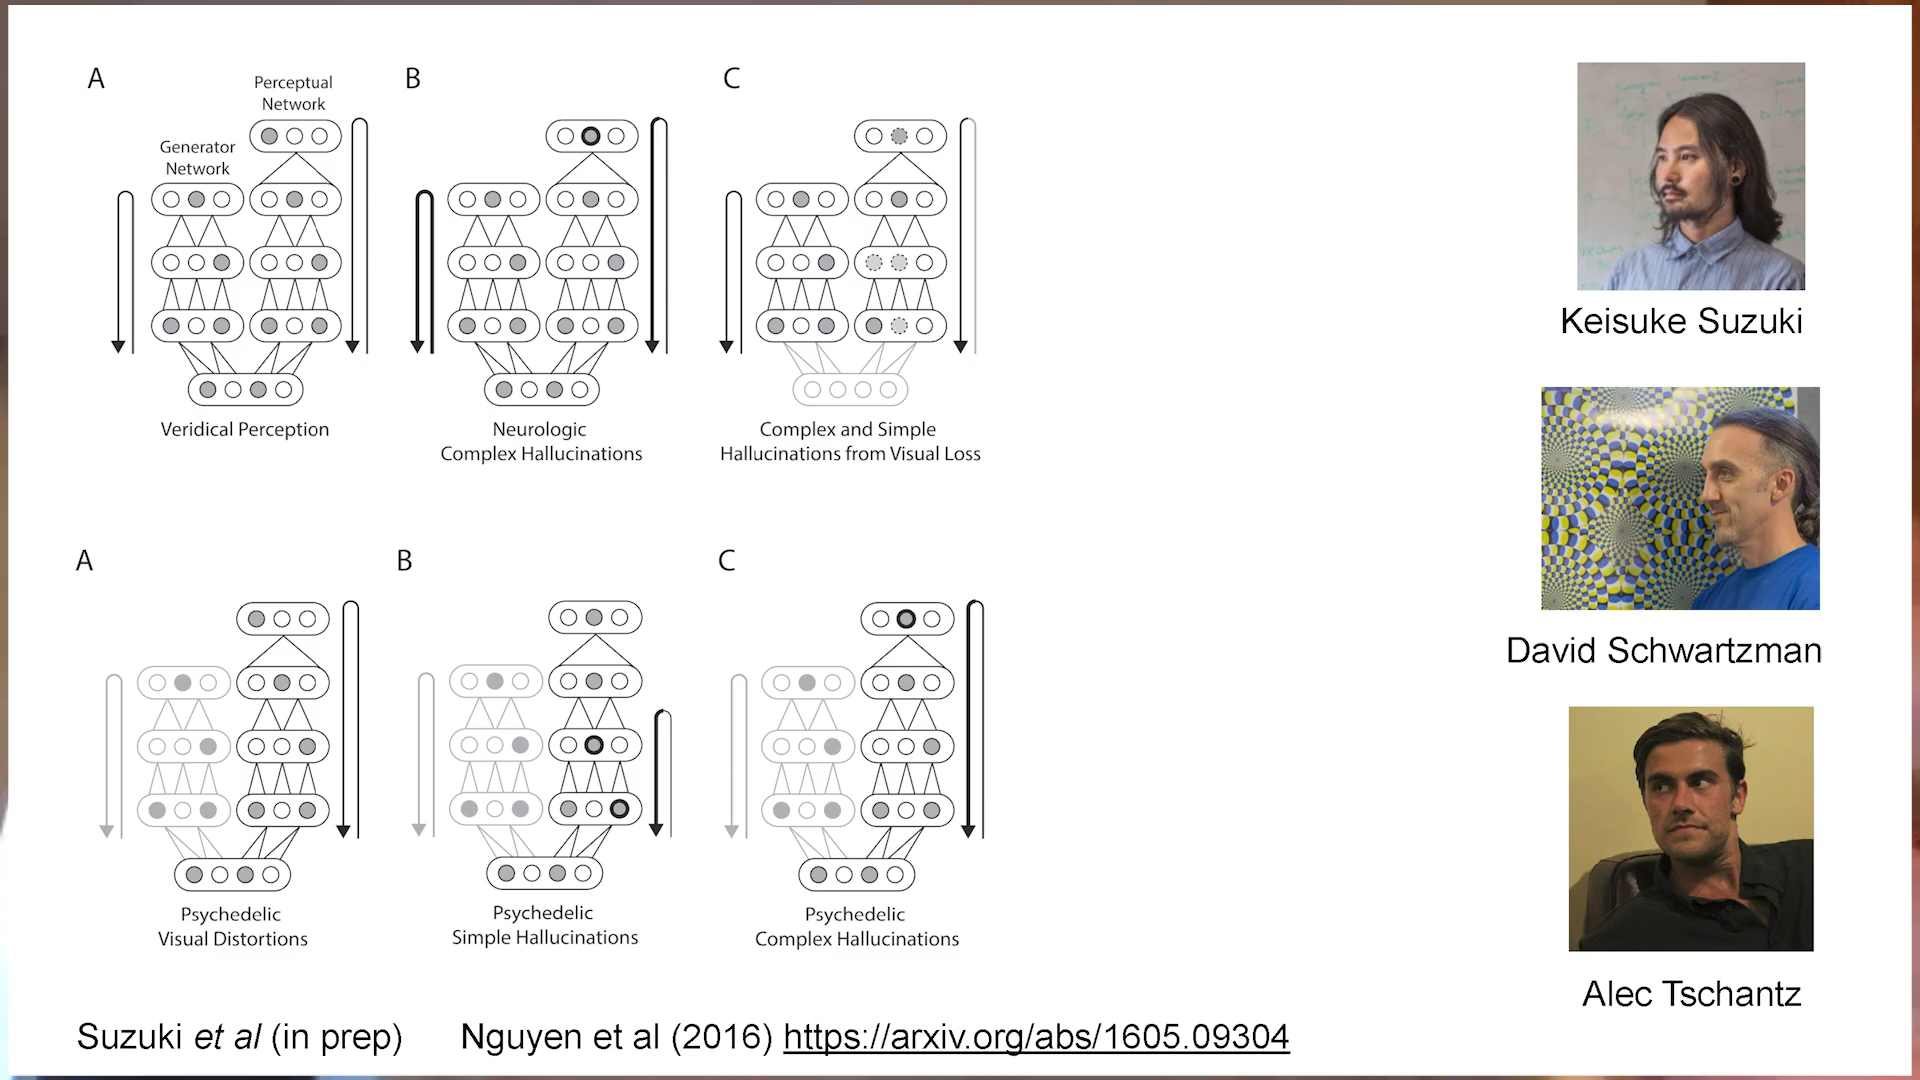 A
Perceptual
Network
Generator
Network
Veridical Perception
B
Neurologic
Complex Hallucinations
C
Complex and Simple
Hallucinations from Visual Loss
A
Psychedelic
Visual Distortions
B
Psychedelic
Simple Hallucinations
C
Psychedelic
Complex Hallucinations
Keisuke Suzuki
David Schwartzman
Alec Tschantz
Suzuki et al (in prep)
Nguyen et al (2016) https://arxiv.org/abs/1605.09304